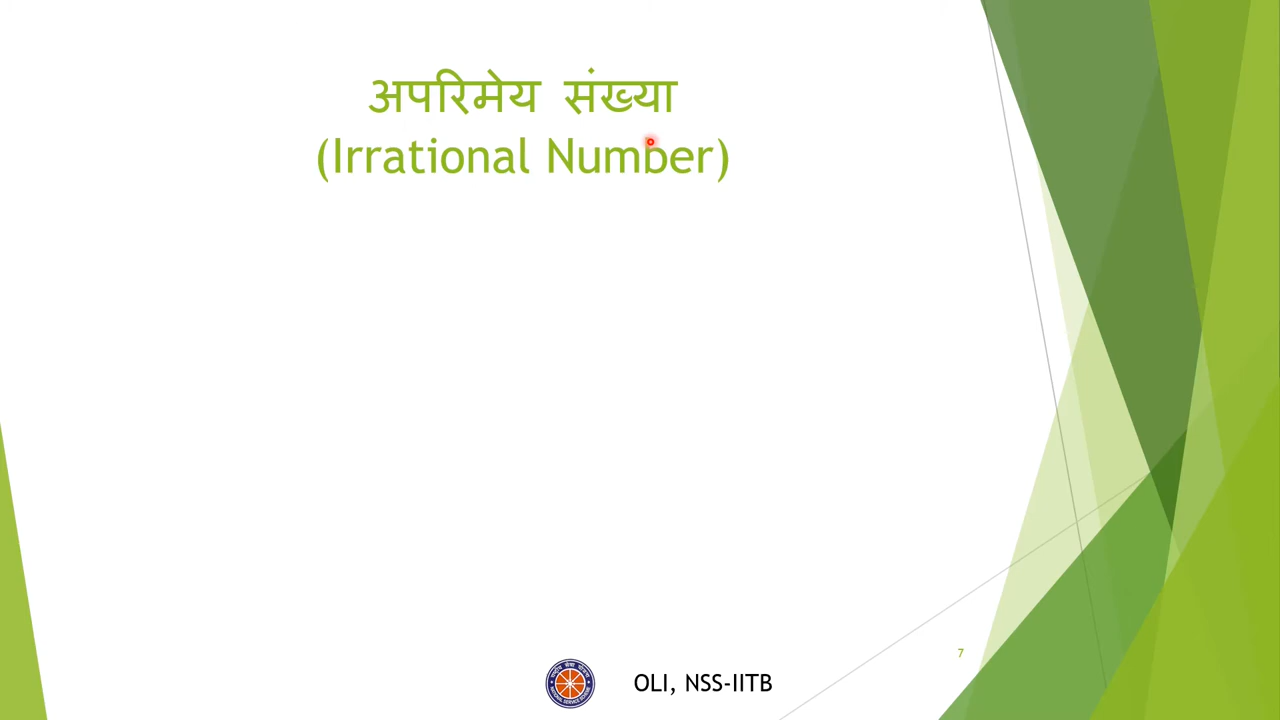 अपरिमेय संख्या
(Irrational Number)
7
OLI, NSS-IITB